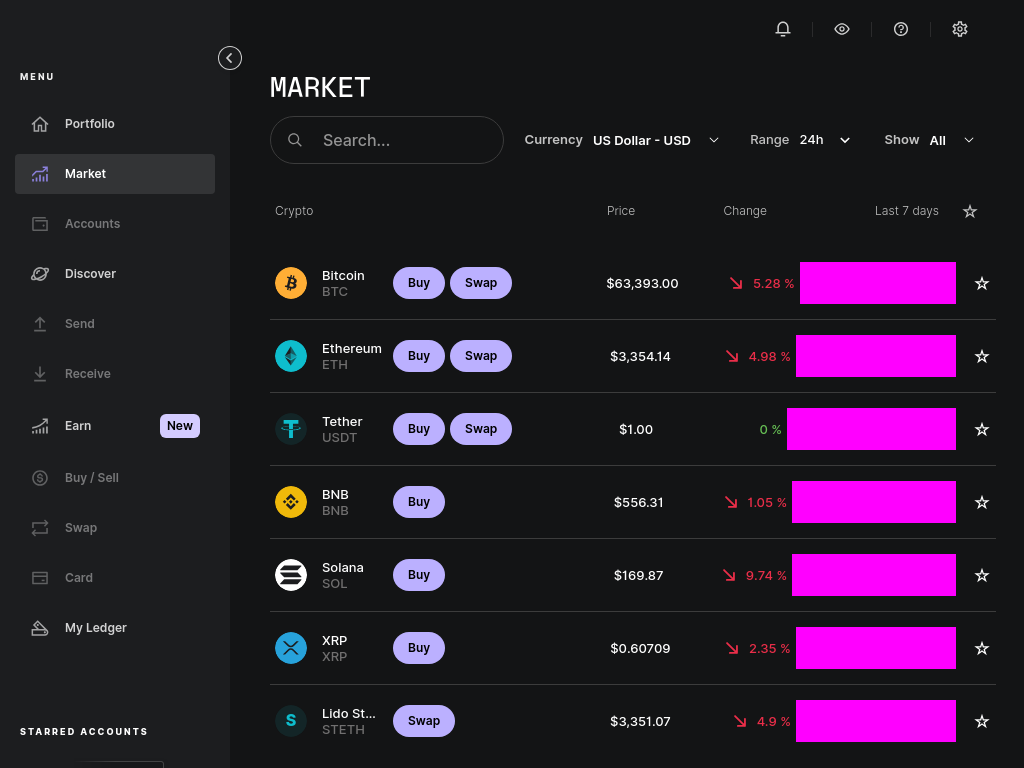 MENU
Portfolio
Market
Accounts
Discover
Send
Receive
Earn New
Buy / Sell
Swap
Card
My Ledger
STARRED ACCOUNTS
MARKET
Search...
Currency US Dollar - USD
Range 24h
Show All
Crypto Price Change Last 7 days
Bitcoin
BTC
Buy Swap $63,393.00 5.28 %
Ethereum
ETH
Buy Swap $3,354.14 4.98 %
Tether
USDT
Buy Swap $1.00 0 %
BNB
BNB
Buy $556.31 1.05 %
Solana
SOL
Buy $169.87 9.74 %
XRP
XRP
Buy $0.60709 2.35 %
S
Lido St...
STETH
Swap $3,351.07 4.9 %